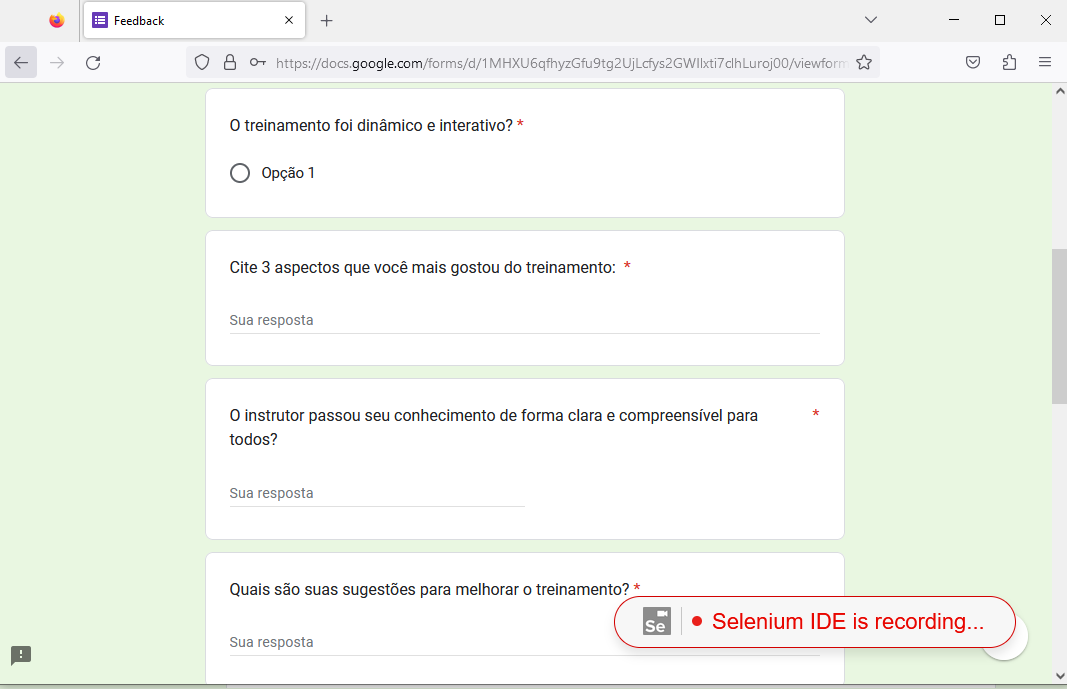 Feedback
https://docs.google.com/forms/d/1MHXU6qfhyzGfu9tg2UjLcfys2GWIlxti7clhLuroj00/viewform
O treinamento foi dinâmico e interativo? *
Opção 1
Cite 3 aspectos que você mais gostou do treinamento: *
Sua resposta
O instrutor passou seu conhecimento de forma clara e compreensível para *
todos?
Sua resposta
Quais são suas sugestões para melhorar o treinamento? *
Sua resposta
Se
Selenium IDE is recording...